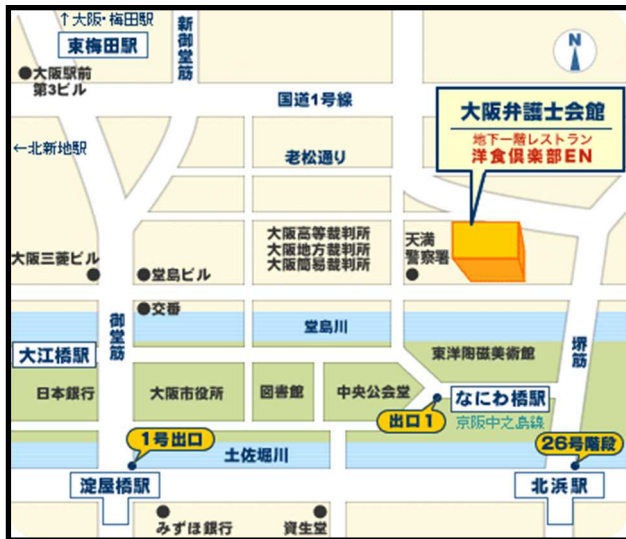 ↑大阪・梅田駅
東梅田駅
新御堂筋
N
●大阪駅前
第3ビル
国道1号線
大阪弁護士会館
地下一階レストラン
洋食倶楽部EN
←北新地駅
老松通り
大阪高等裁判所
大阪地方裁判所
大阪簡易裁判所
天満
警察署
大阪三菱ビル
堂島ビル
交番
御堂筋
堂島川
堺筋
大江橋駅
東洋陶磁美術館
日本銀行
大阪市役所
図書館
中央公会堂
なにわ橋駅
出口1
京阪中之島線
1号出口
土佐堀川
26号階段
淀屋橋駅
北浜駅
みずほ銀行
資生堂